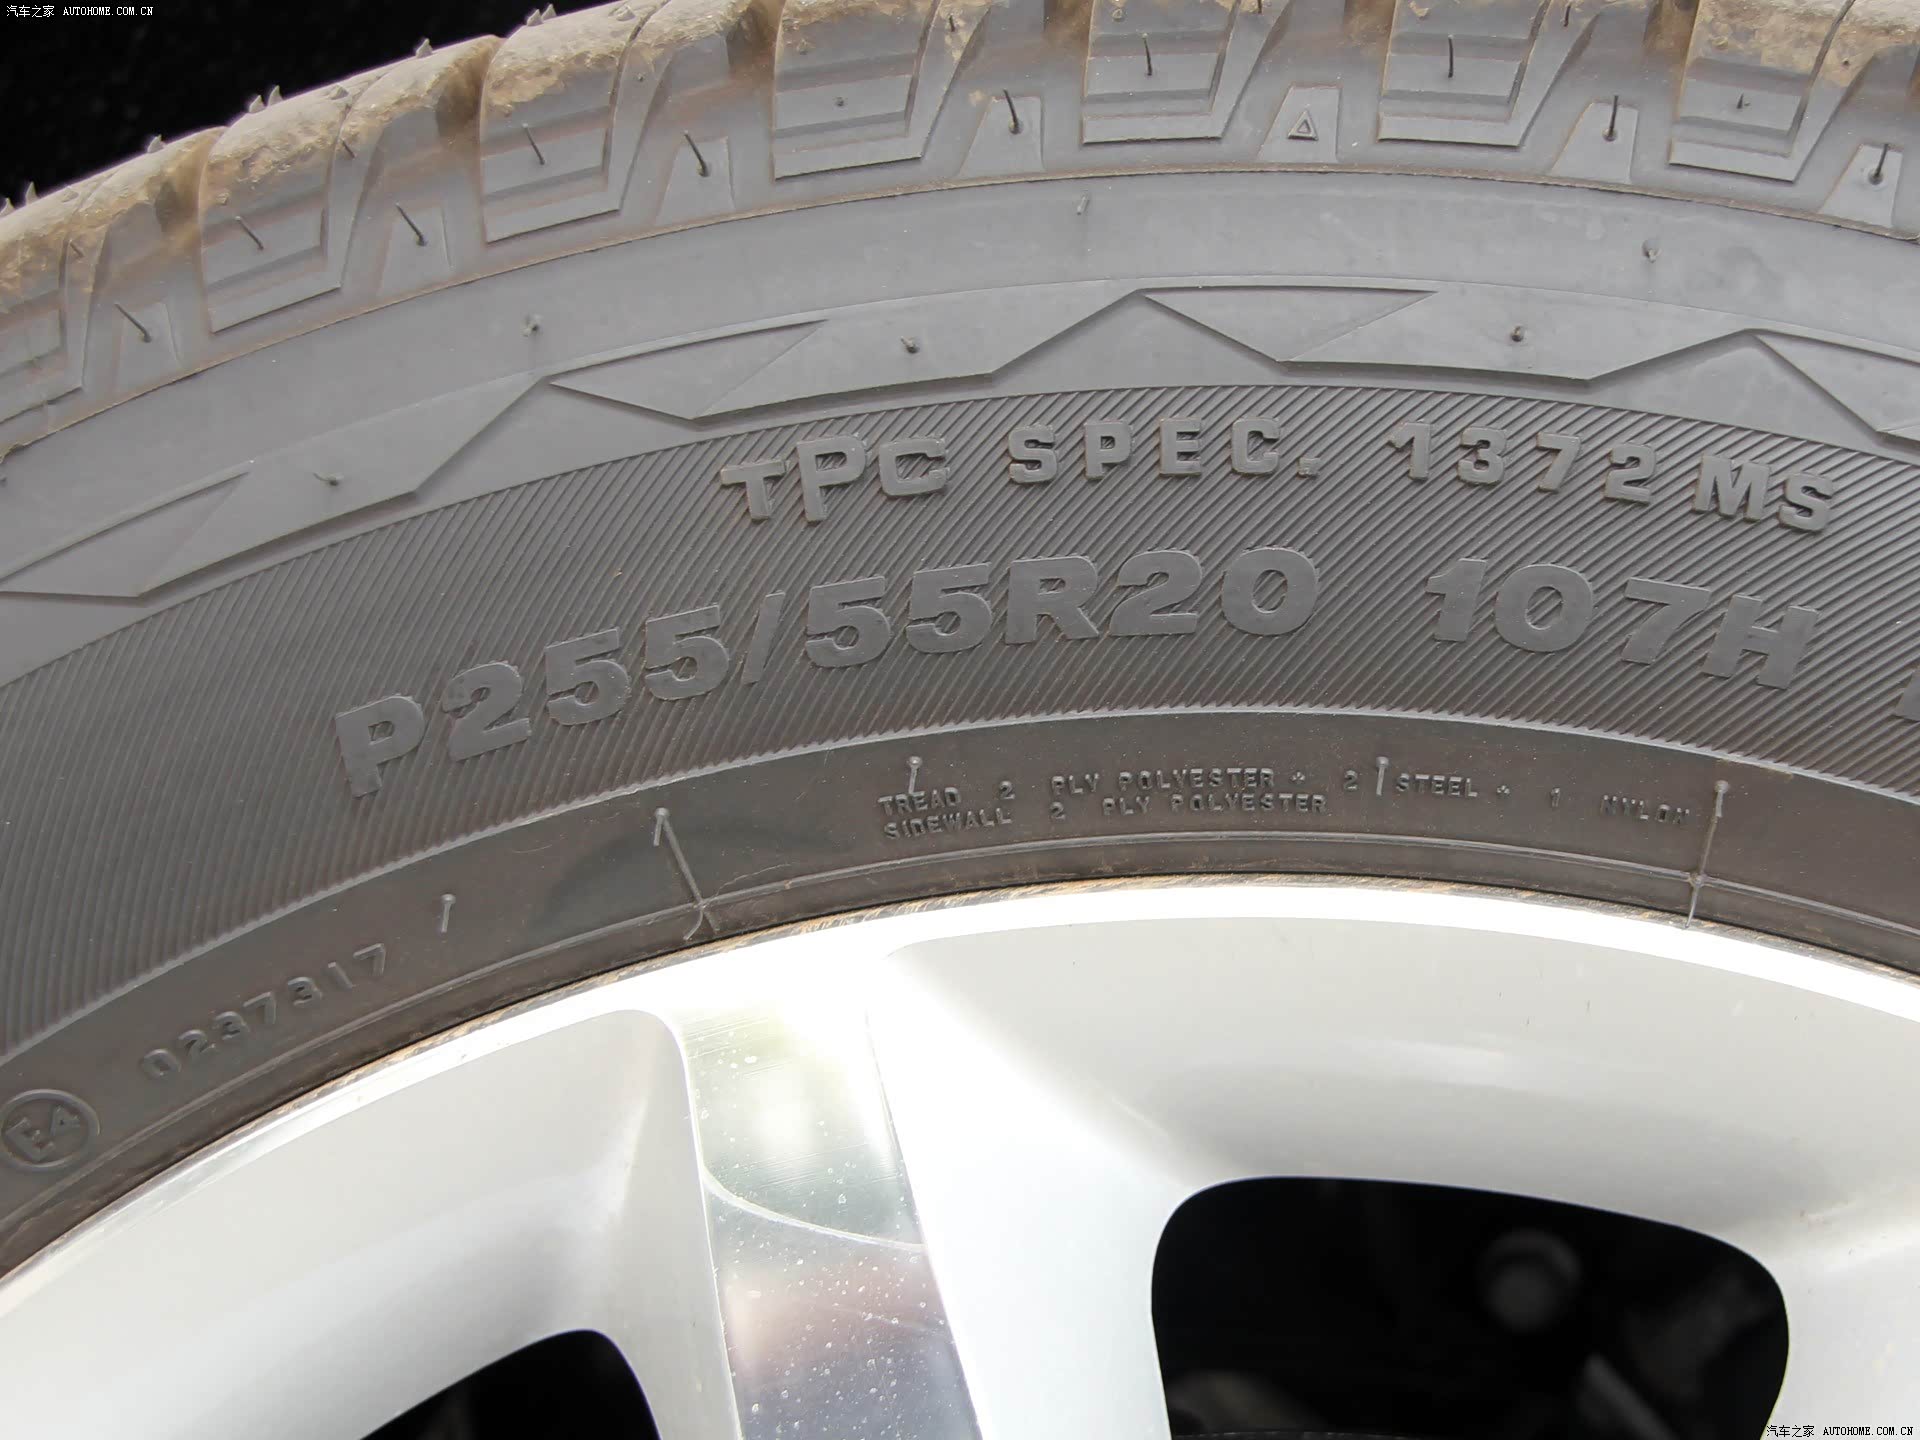 汽车之家 AUTOHOME.COM.CN
TPC SPEC. 1372 MS
P255/55R20 107H
TREAD 2 PLY POLYESTER + 2 STEEL + 1 NYLON
SIDEWALL 2 PLY POLYESTER
0237317
E4
汽车之家 AUTOHOME.COM.CN